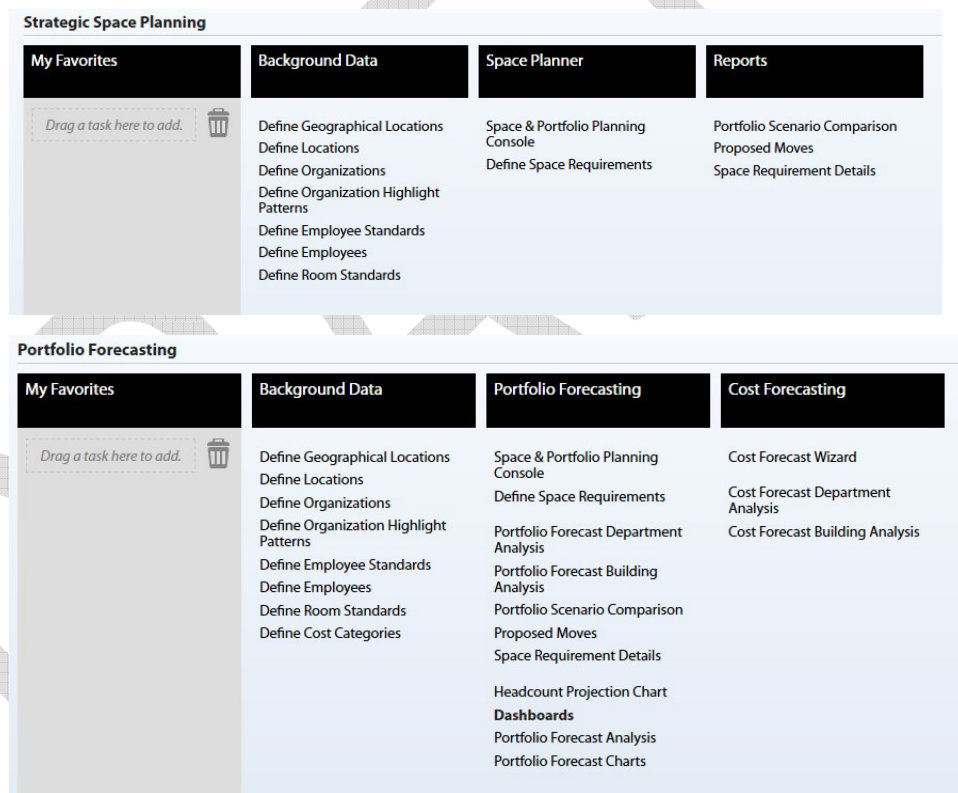 Strategic Space Planning
My Favorites
Drag a task here to add.
Background Data
Define Geographical Locations
Define Locations
Define Organizations
Define Organization Highlight
Patterns
Define Employee Standards
Define Employees
Define Room Standards
Space Planner
Space & Portfolio Planning
Console
Define Space Requirements
Reports
Portfolio Scenario Comparison
Proposed Moves
Space Requirement Details
Portfolio Forecasting
My Favorites
Drag a task here to add.
Background Data
Define Geographical Locations
Define Locations
Define Organizations
Define Organization Highlight
Patterns
Define Employee Standards
Define Employees
Define Room Standards
Define Cost Categories
Portfolio Forecasting
Space & Portfolio Planning
Console
Define Space Requirements
Portfolio Forecast Department
Analysis
Portfolio Forecast Building
Analysis
Portfolio Scenario Comparison
Proposed Moves
Space Requirement Details
Headcount Projection Chart
Dashboards
Portfolio Forecast Analysis
Portfolio Forecast Charts
Cost Forecasting
Cost Forecast Wizard
Cost Forecast Department
Analysis
Cost Forecast Building Analysis